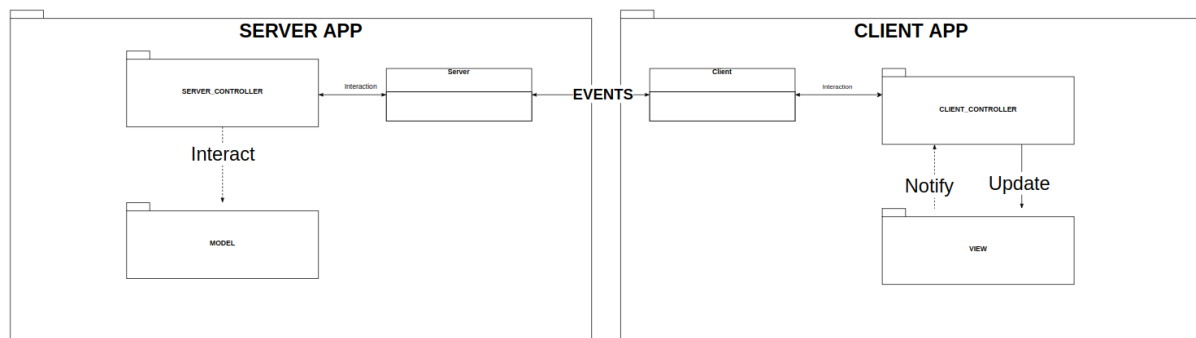 SERVER APP
CLIENT APP
SERVER_CONTROLLER
Interaction
Server
EVENTS
Client
Interaction
CLIENT_CONTROLLER
Interact
Notify
Update
MODEL
VIEW